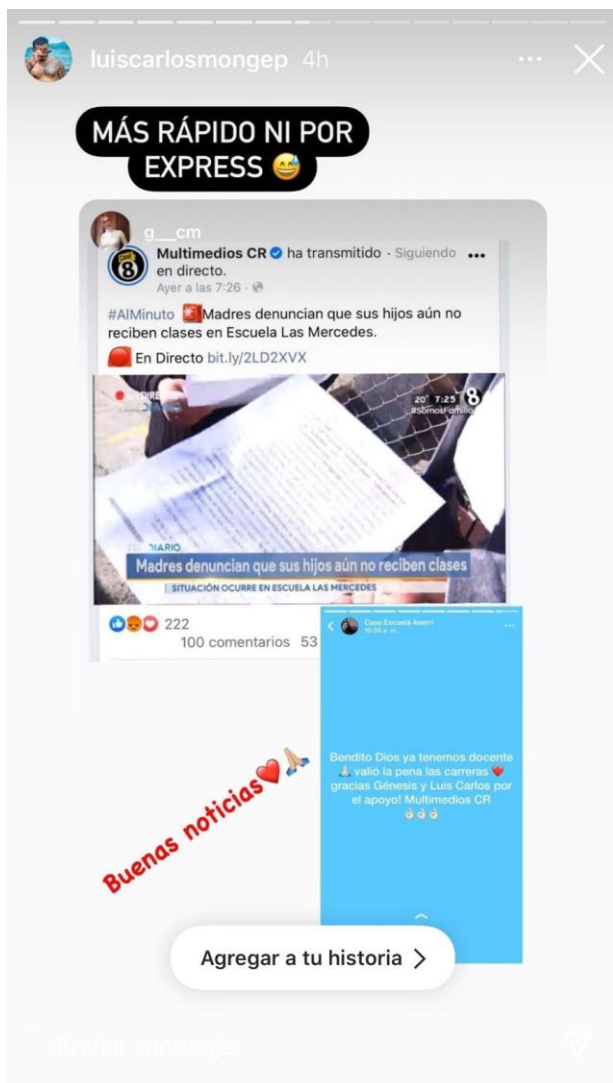 luiscarlosmongep 4h
MÁS RÁPIDO NI POR
EXPRESS 😅
g__cm
Multimedios CR ha transmitido · Siguiendo
en directo.
Ayer a las 7:26 ·
#AlMinuto 🚨Madres denuncian que sus hijos aún no
reciben clases en Escuela Las Mercedes.
🔴 En Directo bit.ly/2LD2XVX
20° 7:25 8
#SomosFamilia
DIARIO
Madres denuncian que sus hijos aún no reciben clases
SITUACIÓN OCURRE EN ESCUELA LAS MERCEDES
222
100 comentarios 53
Caso Escuela Aserrí
10:35 a. m.
Bendito Dios ya tenemos docente
🙏🏻 valió la pena las carreras ❤️
gracias Génesis y Luis Carlos por
el apoyo! Multimedios CR
👌🏻👌🏻👌🏻
Buenas noticias❤️🙏🏻
Agregar a tu historia
Enviar mensaje